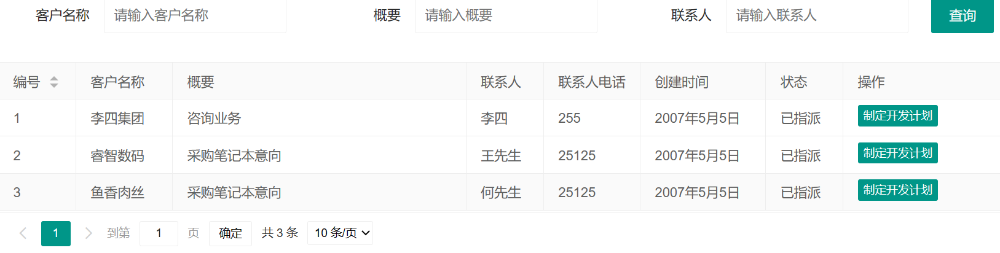 客户名称 请输入客户名称 概要 请输入概要 联系人 请输入联系人 查询
编号 客户名称 概要 联系人 联系人电话 创建时间 状态 操作
1 李四集团 咨询业务 李四 255 2007年5月5日 已指派 制定开发计划
2 睿智数码 采购笔记本意向 王先生 25125 2007年5月5日 已指派 制定开发计划
3 鱼香肉丝 采购笔记本意向 何先生 25125 2007年5月5日 已指派 制定开发计划
1 到第 1 页 确定 共 3 条 10 条/页